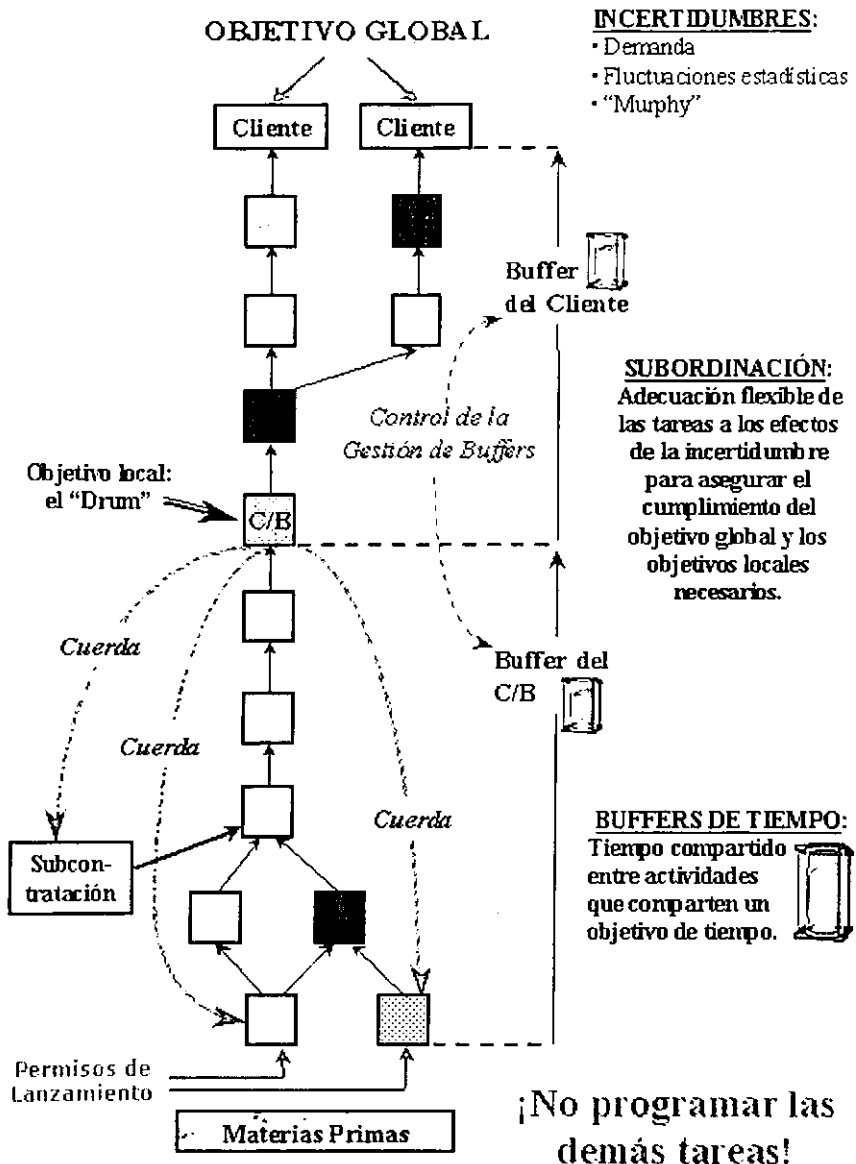 OBJETIVO GLOBAL
INCERTIDUMBRES:
• Demanda
• Fluctuaciones estadísticas
• "Murphy"
Cliente
Cliente
Buffer
del Cliente
SUBORDINACIÓN:
Adecuación flexible de
las tareas a los efectos
de la incertidumbre
para asegurar el
cumplimiento del
objetivo global y los
objetivos locales
necesarios.
Control de la
Gestión de Buffers
Objetivo local:
el "Drum"
C/B
Cuerda
Buffer del
C/B
Cuerda
Cuerda
BUFFERS DE TIEMPO:
Tiempo compartido
entre actividades
que comparten un
objetivo de tiempo.
Subcon-
tratación
Permisos de
Lanzamiento
Materias Primas
¡No programar las
demás tareas!